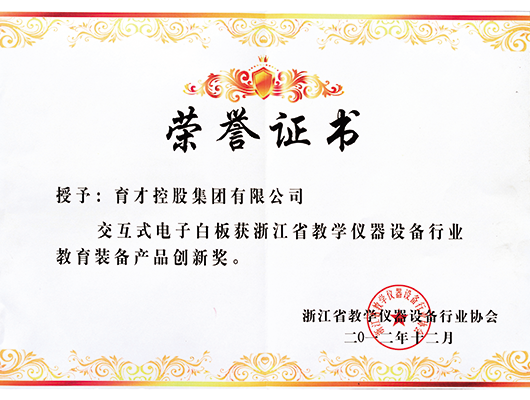 荣誉证书
授予：育才控股集团有限公司
交互式电子白板获浙江省教学仪器设备行业
教育装备产品创新奖。
浙江省教学仪器设备行业协会
二〇一二年十二月